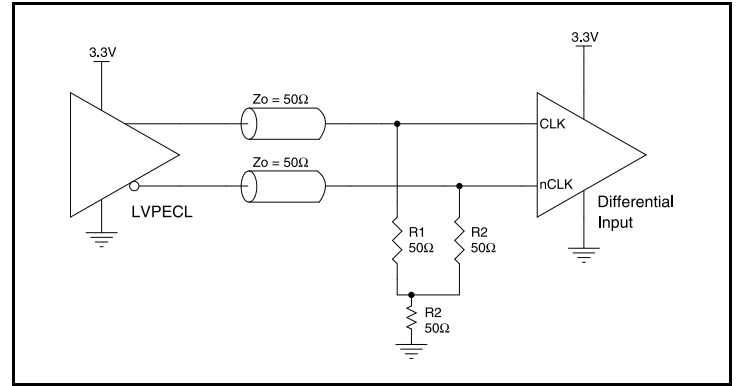 3.3V
3.3V
Zo = 50Ω
CLK
Zo = 50Ω
nCLK
LVPECL
Differential
Input
R1
50Ω
R2
50Ω
R2
50Ω